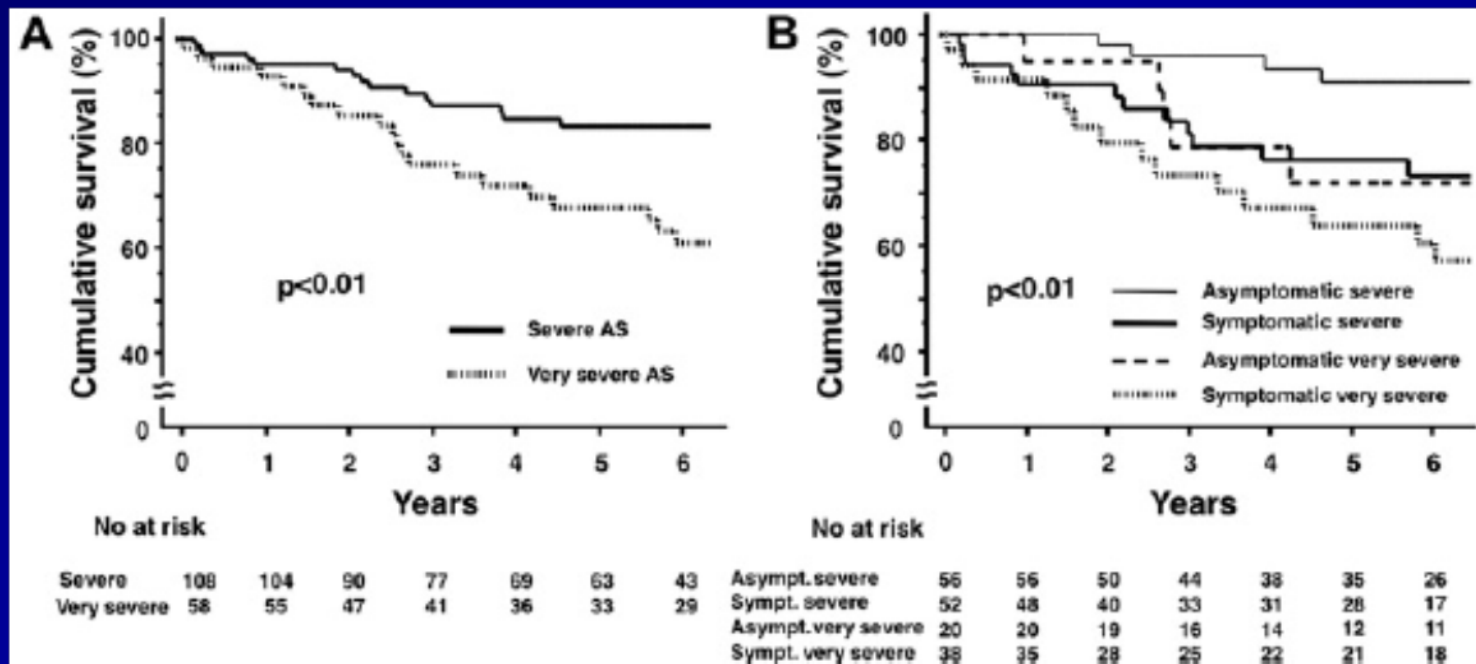 A
Cumulative survival (%)
100
80
60
40
0
p<0.01
Severe AS
Very severe AS
0 1 2 3 4 5 6
Years
No at risk
Severe 108 104 90 77 69 63 43
Very severe 58 55 47 41 36 33 29
B
Cumulative survival (%)
100
80
60
40
0
p<0.01
Asymptomatic severe
Symptomatic severe
Asymptomatic very severe
Symptomatic very severe
0 1 2 3 4 5 6
Years
No at risk
Asympt.severe 56 56 50 44 38 35 26
Sympt. severe 52 48 40 33 31 28 17
Asympt.very severe 20 20 19 16 14 12 11
Sympt. very severe 38 35 28 25 22 21 18